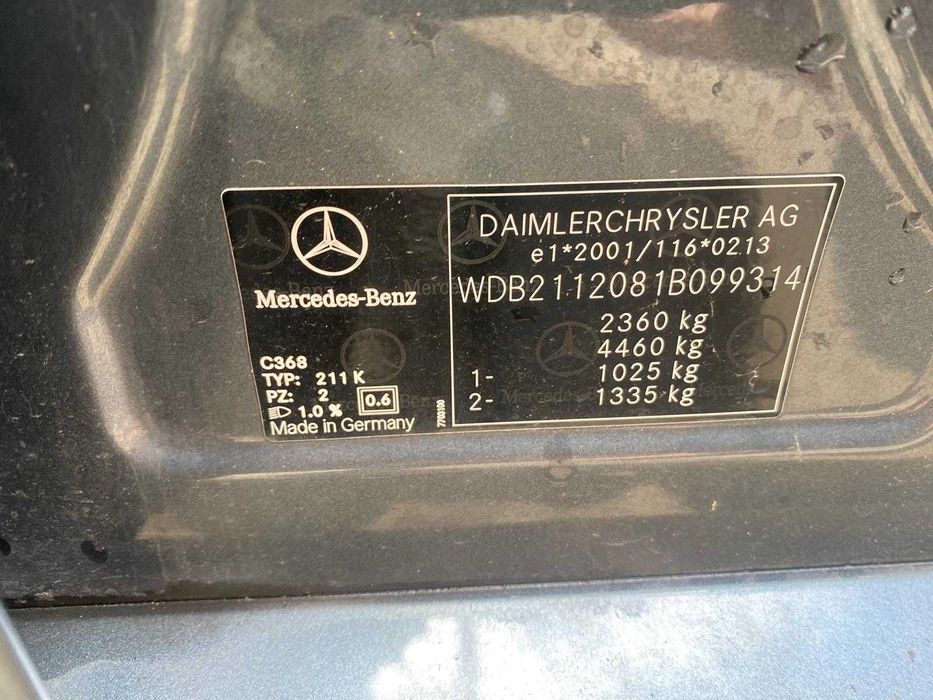 Mercedes-Benz
C368
TYP: 211 K
PZ: 2
1.0 %
0.6
Made in Germany
7703100
DAIMLERCHRYSLER AG
e1*2001/116*0213
WDB2112081B099314
2360 kg
4460 kg
1- 1025 kg
2- 1335 kg